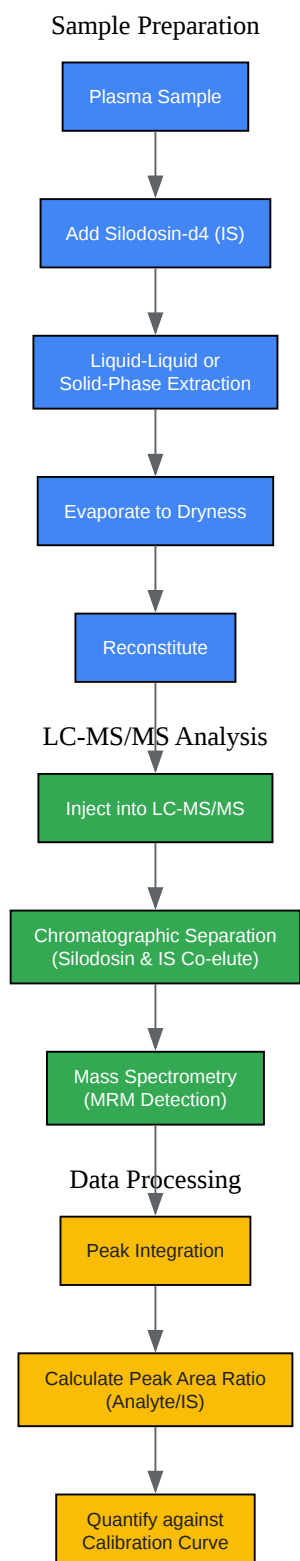 Sample Preparation
Plasma Sample
Add Silodosin-d4 (IS)
Liquid-Liquid or
Solid-Phase Extraction
Evaporate to Dryness
Reconstitute
LC-MS/MS Analysis
Inject into LC-MS/MS
Chromatographic Separation
(Silodosin & IS Co-elute)
Mass Spectrometry
(MRM Detection)
Data Processing
Peak Integration
Calculate Peak Area Ratio
(Analyte/IS)
Quantify against
Calibration Curve